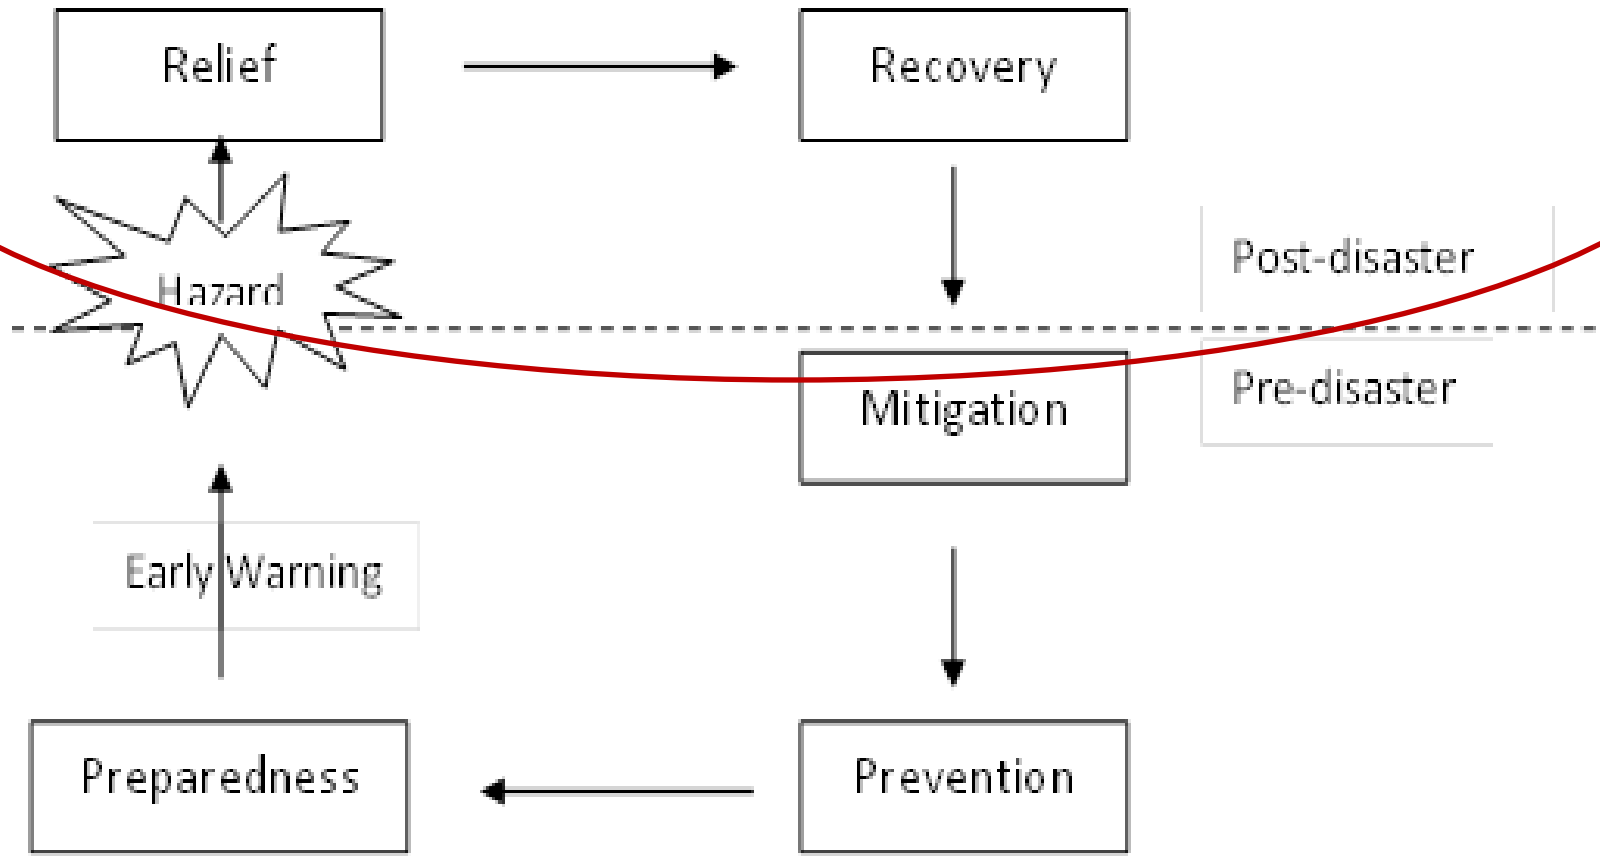 Relief
Recovery
Hazard
Post-disaster
Pre-disaster
Mitigation
Early Warning
Preparedness
Prevention